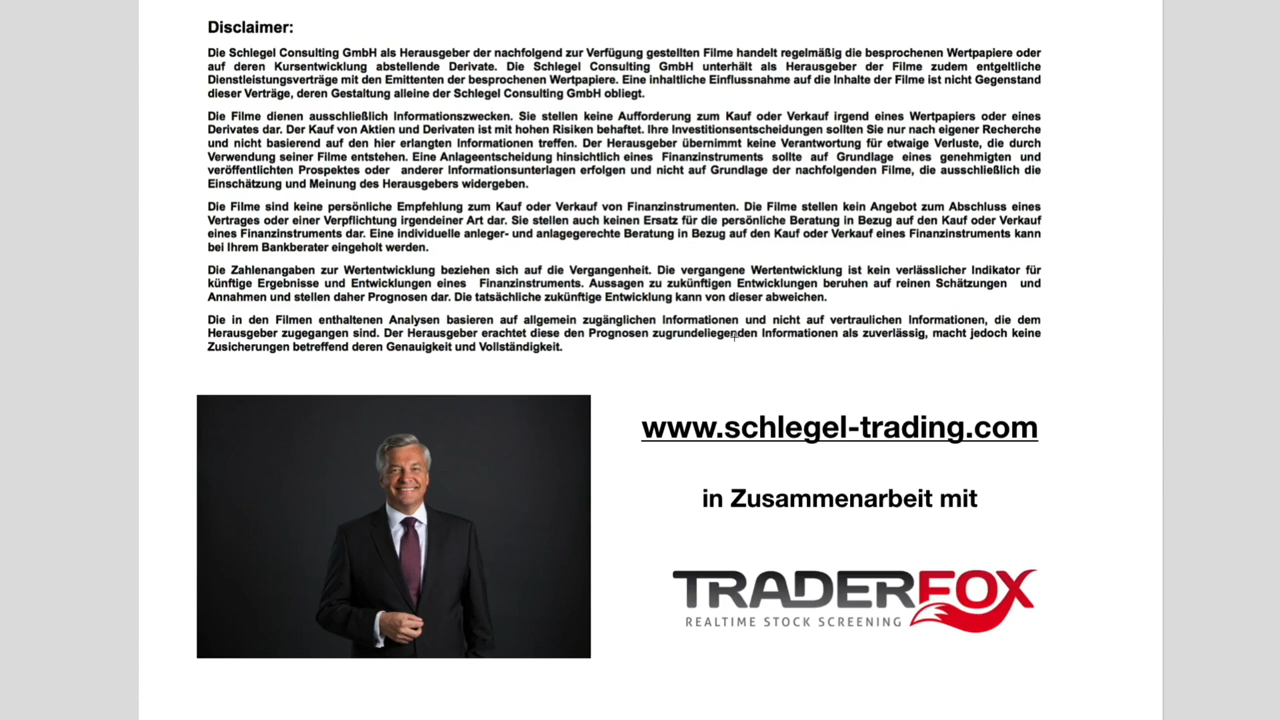 Disclaimer:
Die Schlegel Consulting GmbH als Herausgeber der nachfolgend zur Verfügung gestellten Filme handelt regelmäßig die besprochenen Wertpapiere oder
auf deren Kursentwicklung abstellende Derivate. Die Schlegel Consulting GmbH unterhält als Herausgeber der Filme zudem entgeltliche
Dienstleistungsverträge mit den Emittenten der besprochenen Wertpapiere. Eine inhaltliche Einflussnahme auf die Inhalte der Filme ist nicht Gegenstand
dieser Verträge, deren Gestaltung alleine der Schlegel Consulting GmbH obliegt.
Die Filme dienen ausschließlich Informationszwecken. Sie stellen keine Aufforderung zum Kauf oder Verkauf irgend eines Wertpapiers oder eines
Derivates dar. Der Kauf von Aktien und Derivaten ist mit hohen Risiken behaftet. Ihre Investitionsentscheidungen sollten Sie nur nach eigener Recherche
und nicht basierend auf den hier erlangten Informationen treffen. Der Herausgeber übernimmt keine Verantwortung für etwaige Verluste, die durch
Verwendung seiner Filme entstehen. Eine Anlageentscheidung hinsichtlich eines Finanzinstruments sollte auf Grundlage eines genehmigten und
veröffentlichten Prospektes oder anderer Informationsunterlagen erfolgen und nicht auf Grundlage der nachfolgenden Filme, die ausschließlich die
Einschätzung und Meinung des Herausgebers widergeben.
Die Filme sind keine persönliche Empfehlung zum Kauf oder Verkauf von Finanzinstrumenten. Die Filme stellen kein Angebot zum Abschluss eines
Vertrages oder einer Verpflichtung irgendeiner Art dar. Sie stellen auch keinen Ersatz für die persönliche Beratung in Bezug auf den Kauf oder Verkauf
eines Finanzinstruments dar. Eine individuelle anleger- und anlagegerechte Beratung in Bezug auf den Kauf oder Verkauf eines Finanzinstruments kann
bei Ihrem Bankberater eingeholt werden.
Die Zahlenangaben zur Wertentwicklung beziehen sich auf die Vergangenheit. Die vergangene Wertentwicklung ist kein verlässlicher Indikator für
künftige Ergebnisse und Entwicklungen eines Finanzinstruments. Aussagen zu zukünftigen Entwicklungen beruhen auf reinen Schätzungen und
Annahmen und stellen daher Prognosen dar. Die tatsächliche zukünftige Entwicklung kann von dieser abweichen.
Die in den Filmen enthaltenen Analysen basieren auf allgemein zugänglichen Informationen und nicht auf vertraulichen Informationen, die dem
Herausgeber zugegangen sind. Der Herausgeber erachtet diese den Prognosen zugrundeliegenden Informationen als zuverlässig, macht jedoch keine
Zusicherungen betreffend deren Genauigkeit und Vollständigkeit.
www.schlegel-trading.com
in Zusammenarbeit mit
TRADERFOX
REALTIME STOCK SCREENING